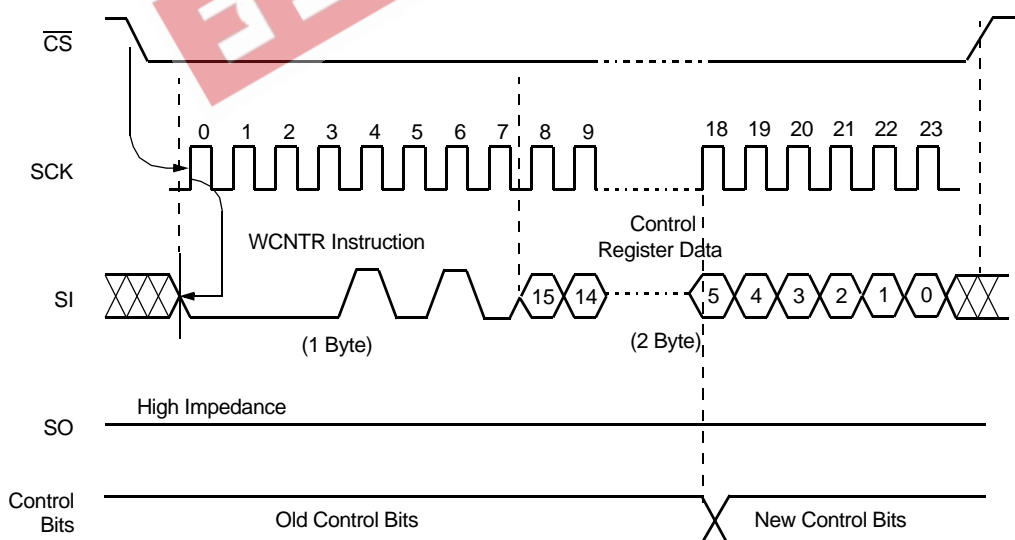 CS
SCK
0 1 2 3 4 5 6 7 8 9 18 19 20 21 22 23
WCNTR Instruction
Control
Register Data
SI
15 14 5 4 3 2 1 0
(1 Byte)
(2 Byte)
High Impedance
SO
Control
Bits
Old Control Bits
New Control Bits